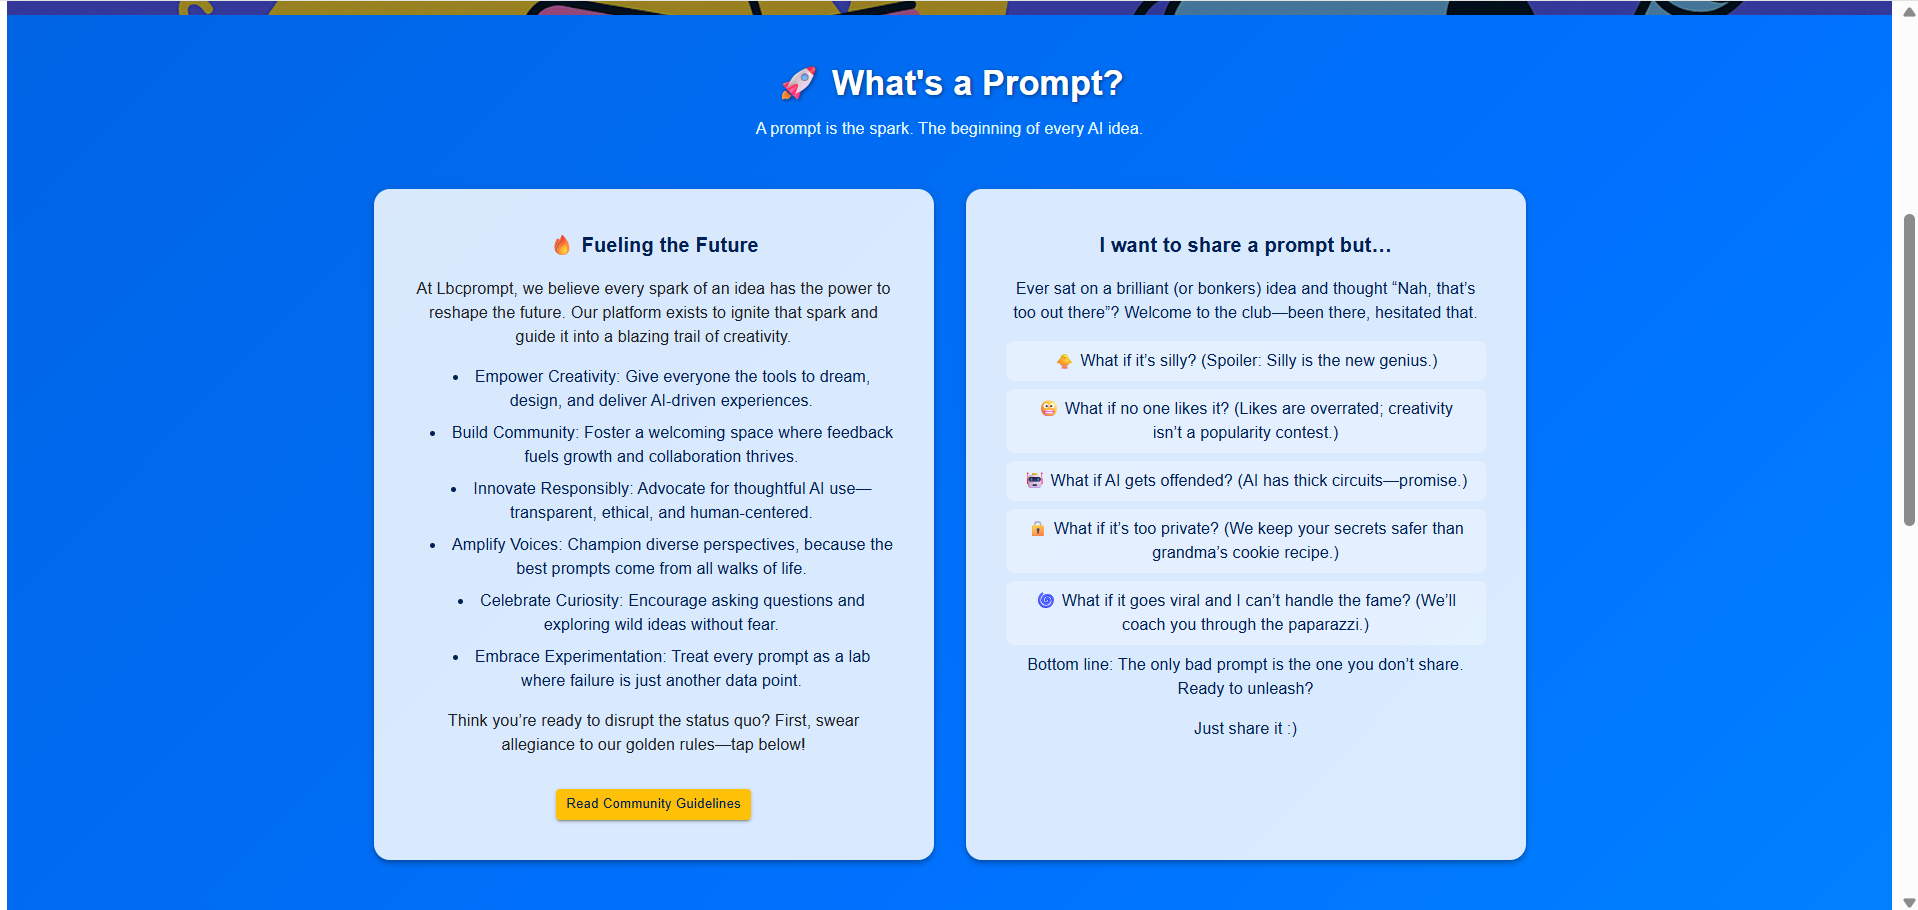 🚀 What's a Prompt?
A prompt is the spark. The beginning of every AI idea.
🔥 Fueling the Future
At Lbcprompt, we believe every spark of an idea has the power to
reshape the future. Our platform exists to ignite that spark and
guide it into a blazing trail of creativity.
• Empower Creativity: Give everyone the tools to dream,
design, and deliver AI-driven experiences.
• Build Community: Foster a welcoming space where feedback
fuels growth and collaboration thrives.
• Innovate Responsibly: Advocate for thoughtful AI use—
transparent, ethical, and human-centered.
• Amplify Voices: Champion diverse perspectives, because the
best prompts come from all walks of life.
• Celebrate Curiosity: Encourage asking questions and
exploring wild ideas without fear.
• Embrace Experimentation: Treat every prompt as a lab
where failure is just another data point.
Think you’re ready to disrupt the status quo? First, swear
allegiance to our golden rules—tap below!
Read Community Guidelines
I want to share a prompt but…
Ever sat on a brilliant (or bonkers) idea and thought “Nah, that’s
too out there”? Welcome to the club—been there, hesitated that.
🐥 What if it’s silly? (Spoiler: Silly is the new genius.)
😬 What if no one likes it? (Likes are overrated; creativity
isn’t a popularity contest.)
🤖 What if AI gets offended? (AI has thick circuits—promise.)
🔒 What if it’s too private? (We keep your secrets safer than
grandma’s cookie recipe.)
🌀 What if it goes viral and I can’t handle the fame? (We’ll
coach you through the paparazzi.)
Bottom line: The only bad prompt is the one you don’t share.
Ready to unleash?
Just share it :)